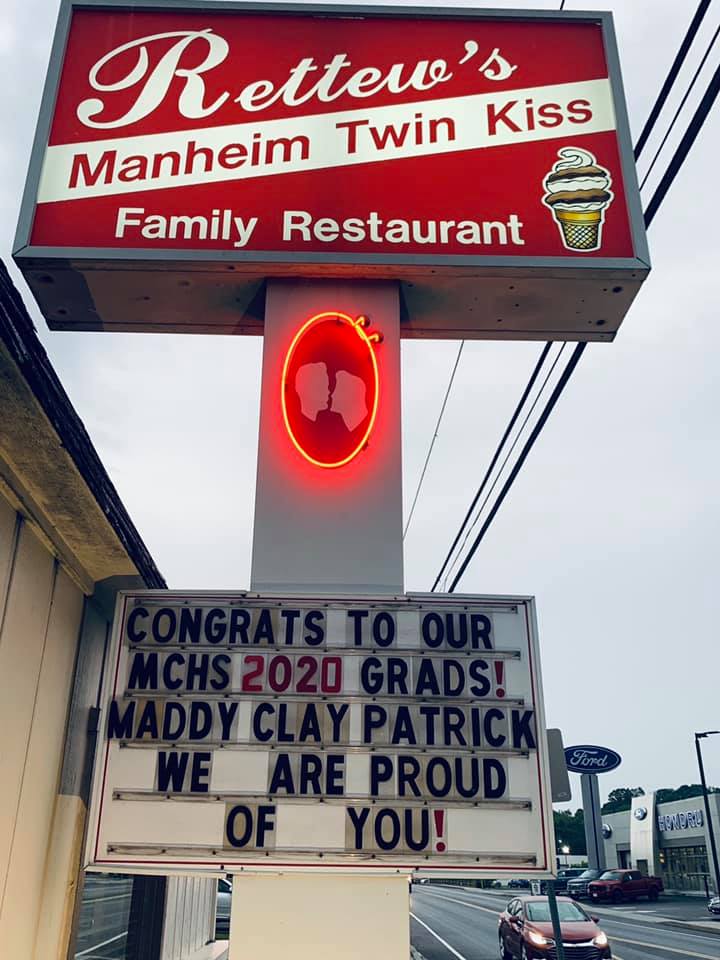 Rettew's
Manheim Twin Kiss
Family Restaurant
CONGRATS TO OUR
MCHS 2020 GRADS!
MADDY CLAY PATRICK
WE ARE PROUD
OF YOU!
Ford
HONDRU